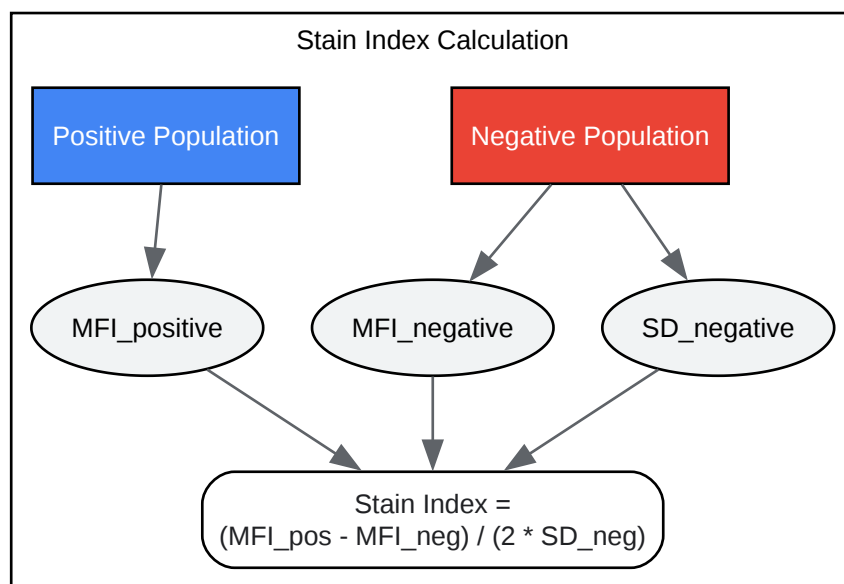 Stain Index Calculation
Positive Population
Negative Population
MFI_positive
MFI_negative
SD_negative
Stain Index =
(MFI_pos - MFI_neg) / (2 * SD_neg)